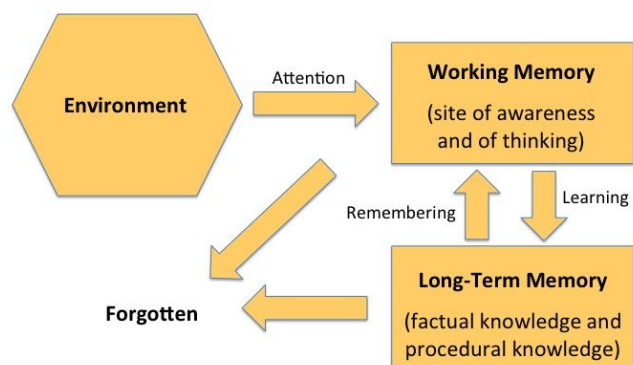 Environment
Attention
Working Memory
(site of awareness
and of thinking)
Remembering
Learning
Forgotten
Long-Term Memory
(factual knowledge and
procedural knowledge)